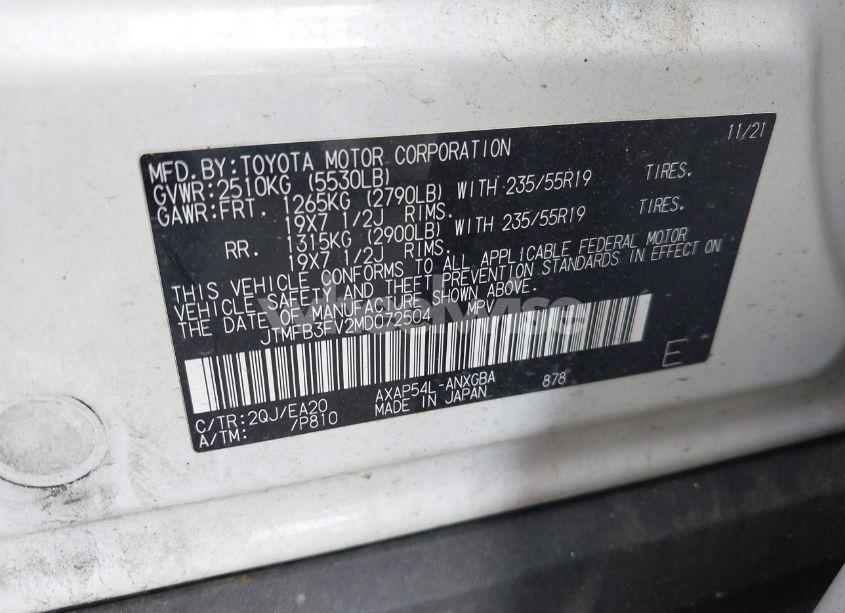 11/21
MFD. BY: TOYOTA MOTOR CORPORATION
GVWR: 2510KG (5530LB)
GAWR: FRT. 1265KG (2790LB) WITH 235/55R19 TIRES.
19X7 1/2J RIMS.
RR. 1315KG (2900LB) WITH 235/55R19 TIRES.
19X7 1/2J RIMS.
THIS VEHICLE CONFORMS TO ALL APPLICABLE FEDERAL MOTOR
VEHICLE SAFETY AND THEFT PREVENTION STANDARDS IN EFFECT ON
THE DATE OF MANUFACTURE SHOWN ABOVE.
JTMFB3FV2MD072504 MPV
E
C/TR: 2QJ/EA20 AXAP54L-ANXGBA 878
A/TM: 7P810 MADE IN JAPAN